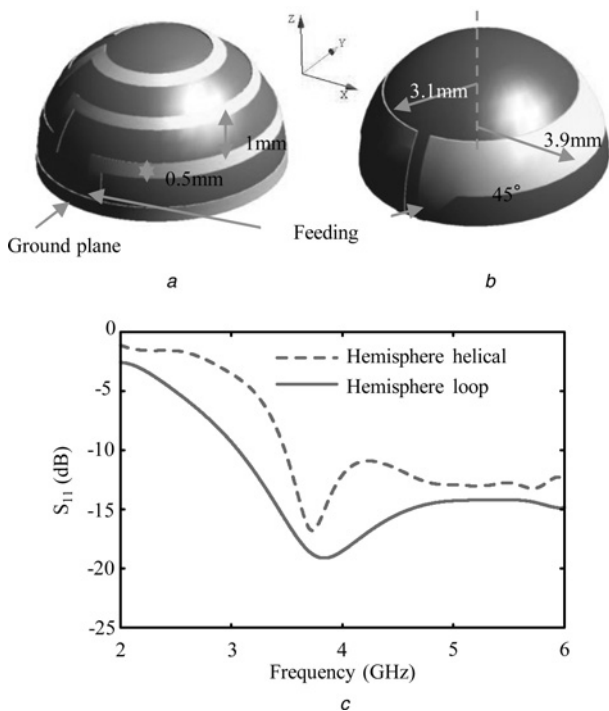 Z
Y
X
3.1mm
3.9mm
1mm
0.5mm
45°
Ground plane
Feeding
a
b
0
-5
-10
-15
-20
-25
S11 (dB)
Hemisphere helical
Hemisphere loop
2 3 4 5 6
Frequency (GHz)
c